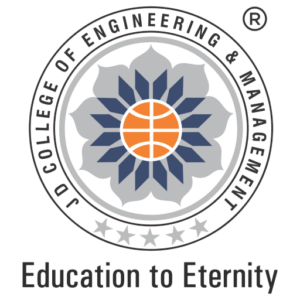 ®
J D COLLEGE OF ENGINEERING & MANAGEMENT
Education to Eternity